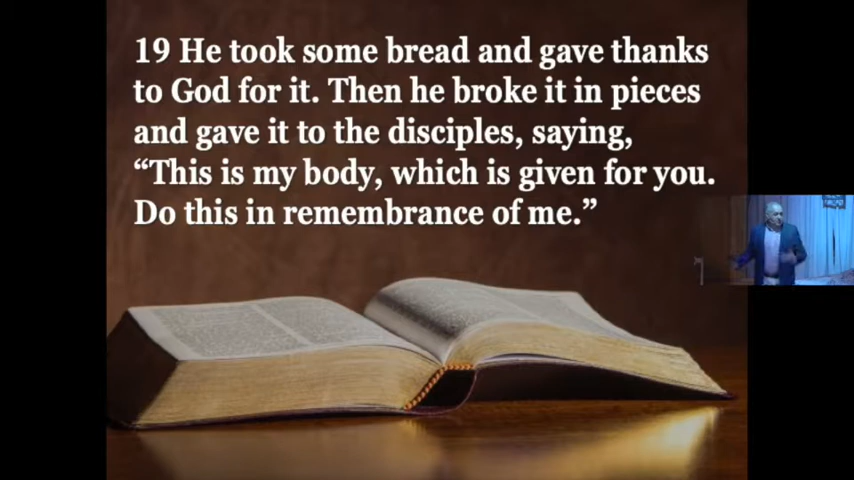 19 He took some bread and gave thanks
to God for it. Then he broke it in pieces
and gave it to the disciples, saying,
“This is my body, which is given for you.
Do this in remembrance of me.”